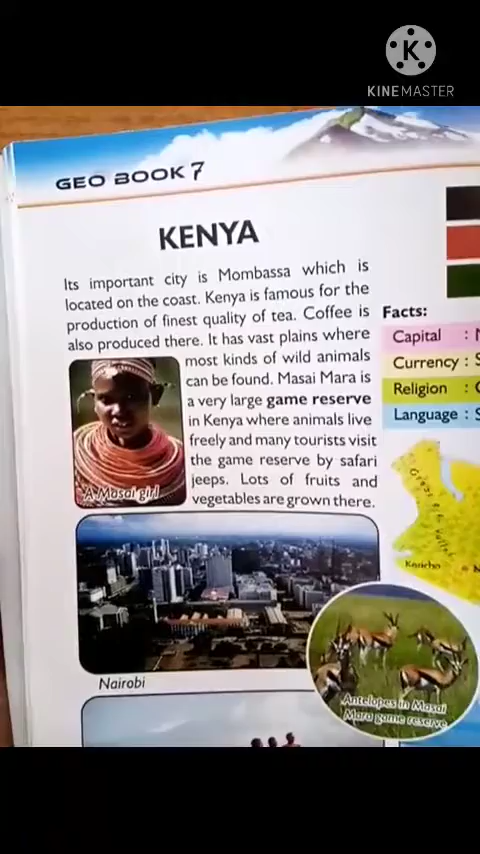 KINEMASTER
GEO BOOK 7
KENYA
Its important city is Mombassa which is
located on the coast. Kenya is famous for the
production of finest quality of tea. Coffee is
also produced there. It has vast plains where
most kinds of wild animals
can be found. Masai Mara is
a very large game reserve
in Kenya where animals live
freely and many tourists visit
the game reserve by safari
jeeps. Lots of fruits and
vegetables are grown there.
A Masai girl
Facts:
Capital : N
Currency : S
Religion : C
Language : S
Kericho
Nairobi
Antelopes in Masai
Mara game reserve